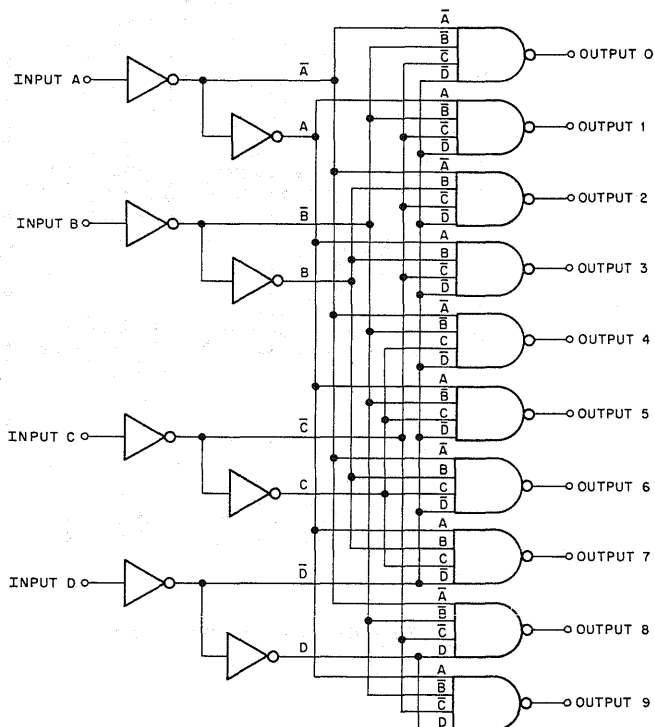 A̅
B̅
C̅
D̅
OUTPUT 0
INPUT A
A̅
A
A
B̅
C̅
D̅
OUTPUT 1
A̅
B
C̅
D̅
OUTPUT 2
INPUT B
B̅
B
A
B
C̅
D̅
OUTPUT 3
A̅
B̅
C
D̅
OUTPUT 4
A
B̅
C
D̅
OUTPUT 5
INPUT C
C̅
C
A̅
B
C
D̅
OUTPUT 6
A
B
C
D̅
OUTPUT 7
INPUT D
D̅
D
A̅
B̅
C̅
D
OUTPUT 8
A
B̅
C̅
D
OUTPUT 9